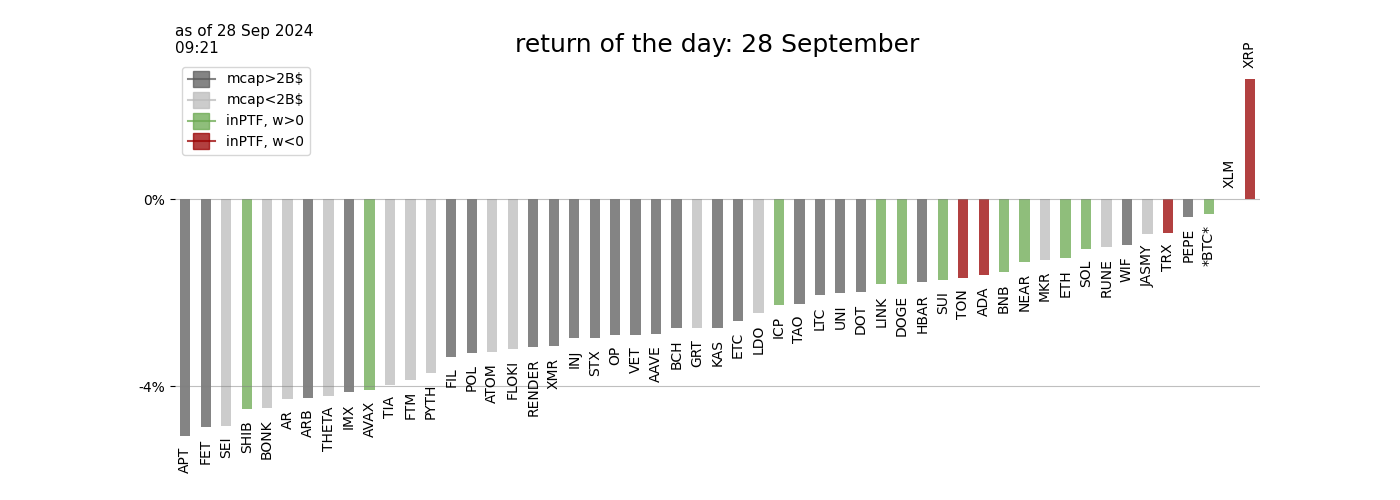 as of 28 Sep 2024
09:21
return of the day: 28 September
mcap>2B$
mcap<2B$
inPTF, w>0
inPTF, w<0
0%
-4%
APT
FET
SEI
SHIB
BONK
AR
ARB
THETA
IMX
AVAX
TIA
FTM
PYTH
FIL
POL
ATOM
FLOKI
RENDER
XMR
INJ
STX
OP
VET
AAVE
BCH
GRT
KAS
ETC
LDO
ICP
TAO
LTC
UNI
DOT
LINK
DOGE
HBAR
SUI
TON
ADA
BNB
NEAR
MKR
ETH
SOL
RUNE
WIF
JASMY
TRX
PEPE
*BTC*
XLM
XRP